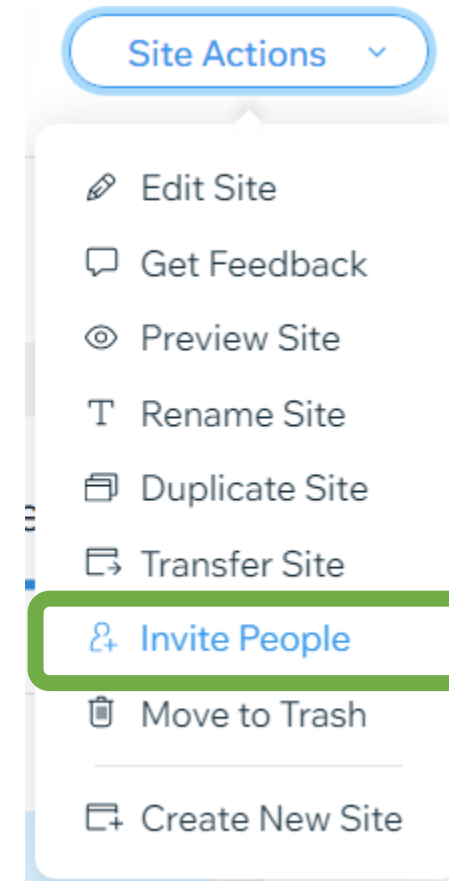 Site Actions
Edit Site
Get Feedback
Preview Site
Rename Site
Duplicate Site
Transfer Site
Invite People
Move to Trash
Create New Site